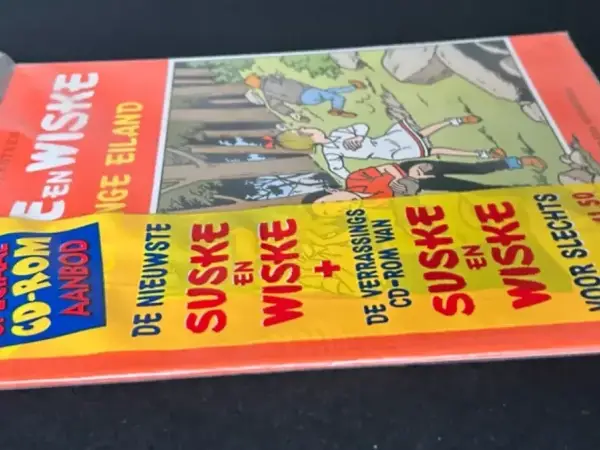 E EN WISKE
NGE EILAND
CD-ROM
AANBOD
DE NIEUWSTE
SUSKE
EN
WISKE
+
DE VERRASSINGS
CD-ROM VAN
SUSKE
EN
WISKE
VOOR SLECHTS